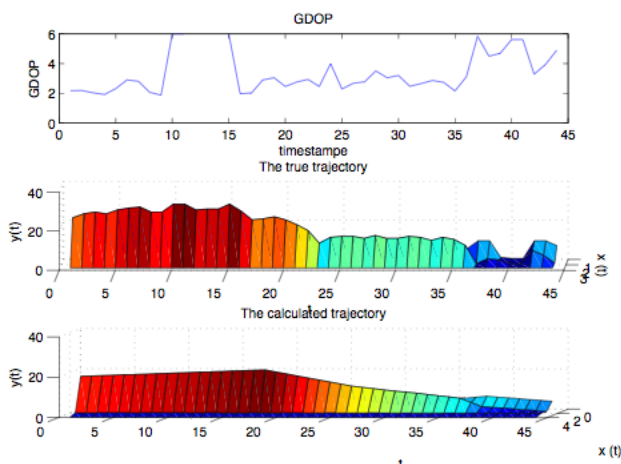 GDOP
6
4
2
0
GDOP
0 5 10 15 20 25 30 35 40 45
timestampe
The true trajectory
40
20
0
y(t)
0 5 10 15 20 25 30 35 40 45
x (t)
The calculated trajectory
40
20
0
y(t)
0 5 10 15 20 25 30 35 40 45
4 2 0
x (t)
t